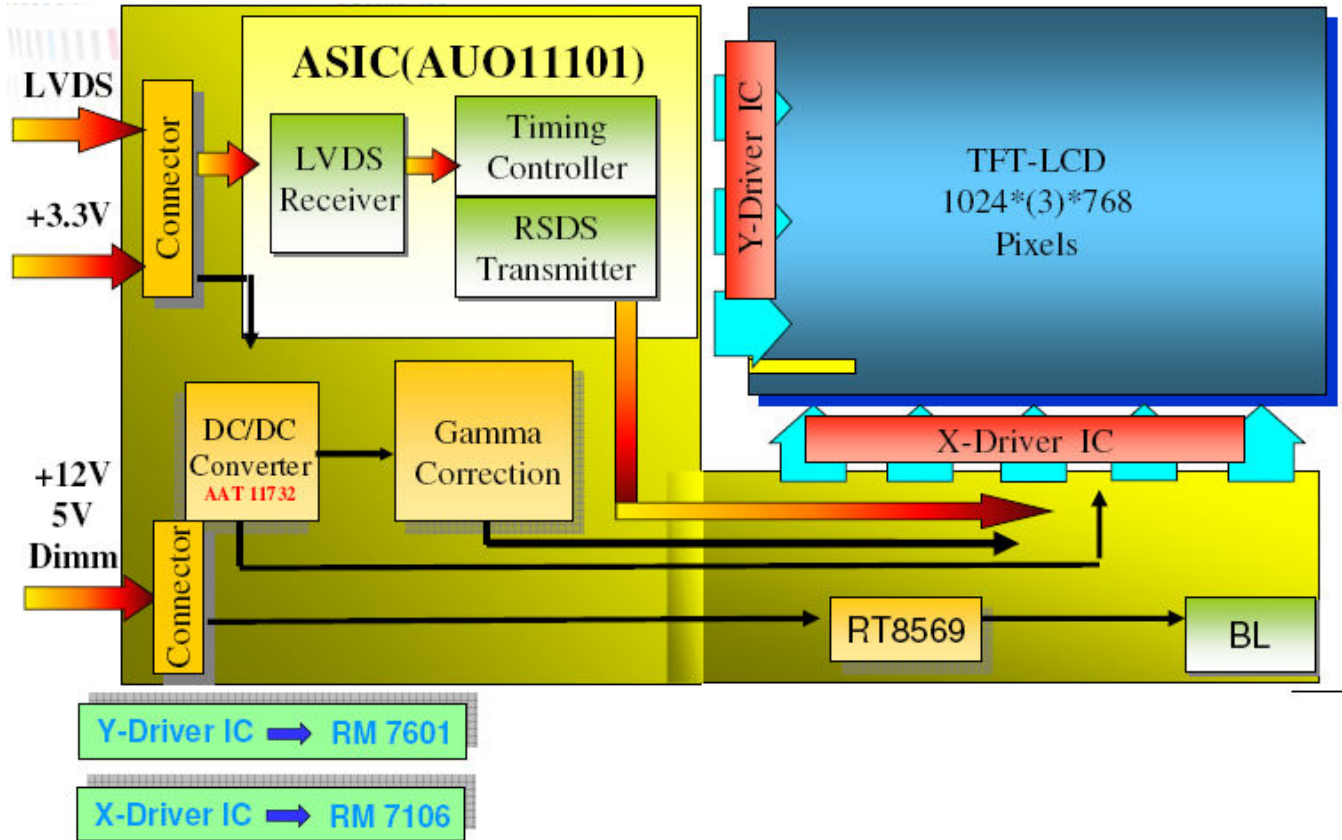 ASIC(AUO11101)
LVDS
+3.3V
Connector
LVDS
Receiver
Timing
Controller
RSDS
Transmitter
Y-Driver IC
TFT-LCD
1024*(3)*768
Pixels
DC/DC
Converter
AAT 11732
Gamma
Correction
X-Driver IC
+12V
5V
Dimm
Connector
RT8569
BL
Y-Driver IC RM 7601
X-Driver IC RM 7106